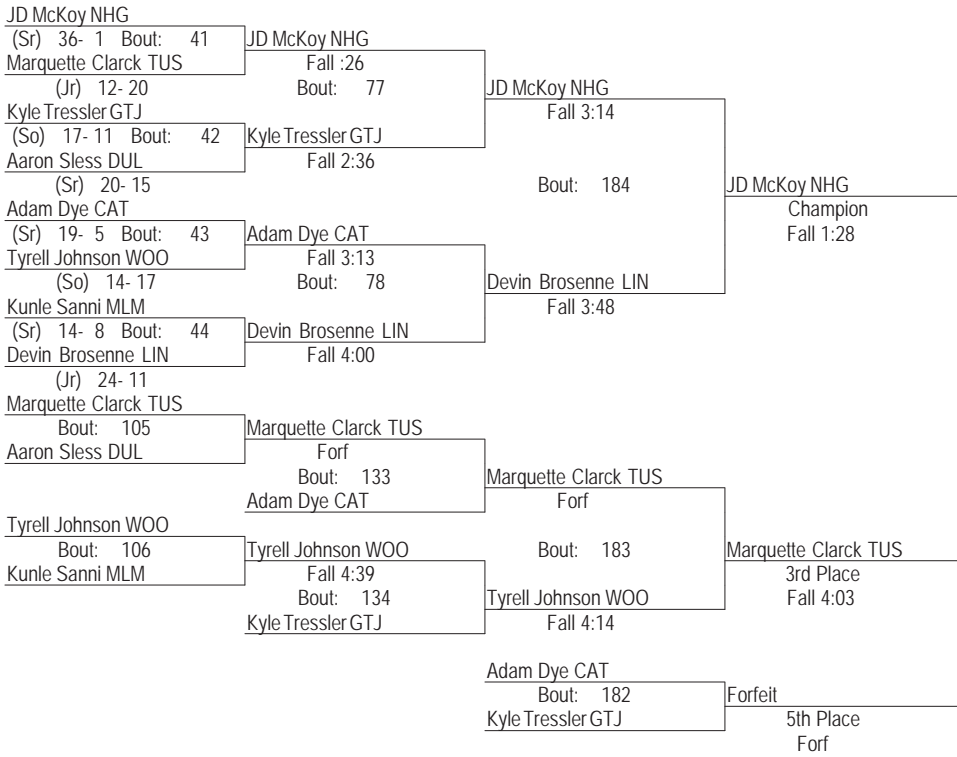 JD McKoy NHG
(Sr) 36- 1 Bout: 41 JD McKoy NHG
Marquette Clarck TUS Fall :26
(Jr) 12- 20 Bout: 77 JD McKoy NHG
Kyle Tressler GTJ Fall 3:14
(So) 17- 11 Bout: 42 Kyle Tressler GTJ
Aaron Sless DUL Fall 2:36
(Sr) 20- 15 Bout: 184 JD McKoy NHG
Adam Dye CAT Champion
(Sr) 19- 5 Bout: 43 Adam Dye CAT Fall 1:28
Tyrell Johnson WOO Fall 3:13
(So) 14- 17 Bout: 78 Devin Brosenne LIN
Kunle Sanni MLM Fall 3:48
(Sr) 14- 8 Bout: 44 Devin Brosenne LIN
Devin Brosenne LIN Fall 4:00
(Jr) 24- 11
Marquette Clarck TUS
Bout: 105 Marquette Clarck TUS
Aaron Sless DUL Forf
Bout: 133 Marquette Clarck TUS
Adam Dye CAT Forf
Tyrell Johnson WOO
Bout: 106 Tyrell Johnson WOO Bout: 183 Marquette Clarck TUS
Kunle Sanni MLM Fall 4:39 3rd Place
Bout: 134 Tyrell Johnson WOO Fall 4:03
Kyle Tressler GTJ Fall 4:14
Adam Dye CAT
Bout: 182 Forfeit
Kyle Tressler GTJ 5th Place
Forf